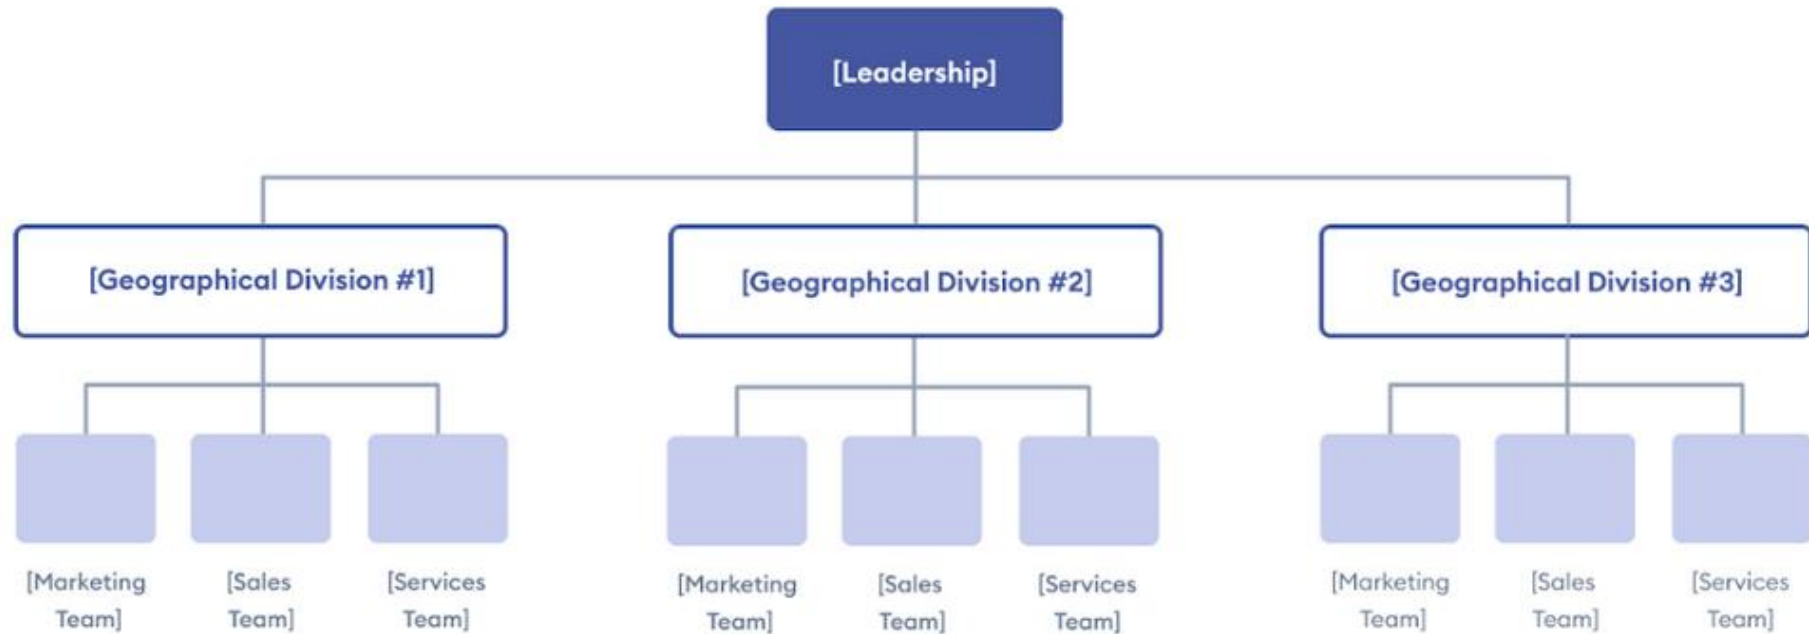 [Leadership]
[Geographical Division #1]
[Geographical Division #2]
[Geographical Division #3]
[Marketing
Team]
[Sales
Team]
[Services
Team]
[Marketing
Team]
[Sales
Team]
[Services
Team]
[Marketing
Team]
[Sales
Team]
[Services
Team]